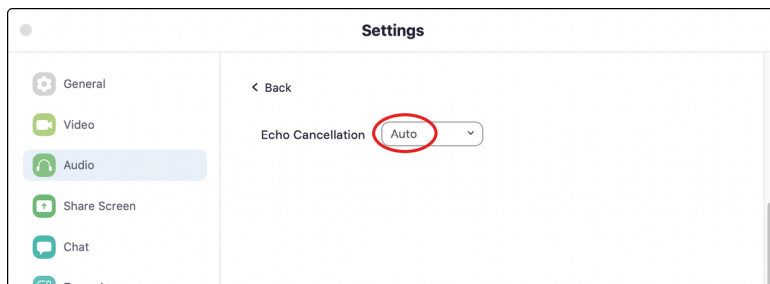 Settings
General
Video
Audio
Share Screen
Chat
Back
Echo Cancellation Auto